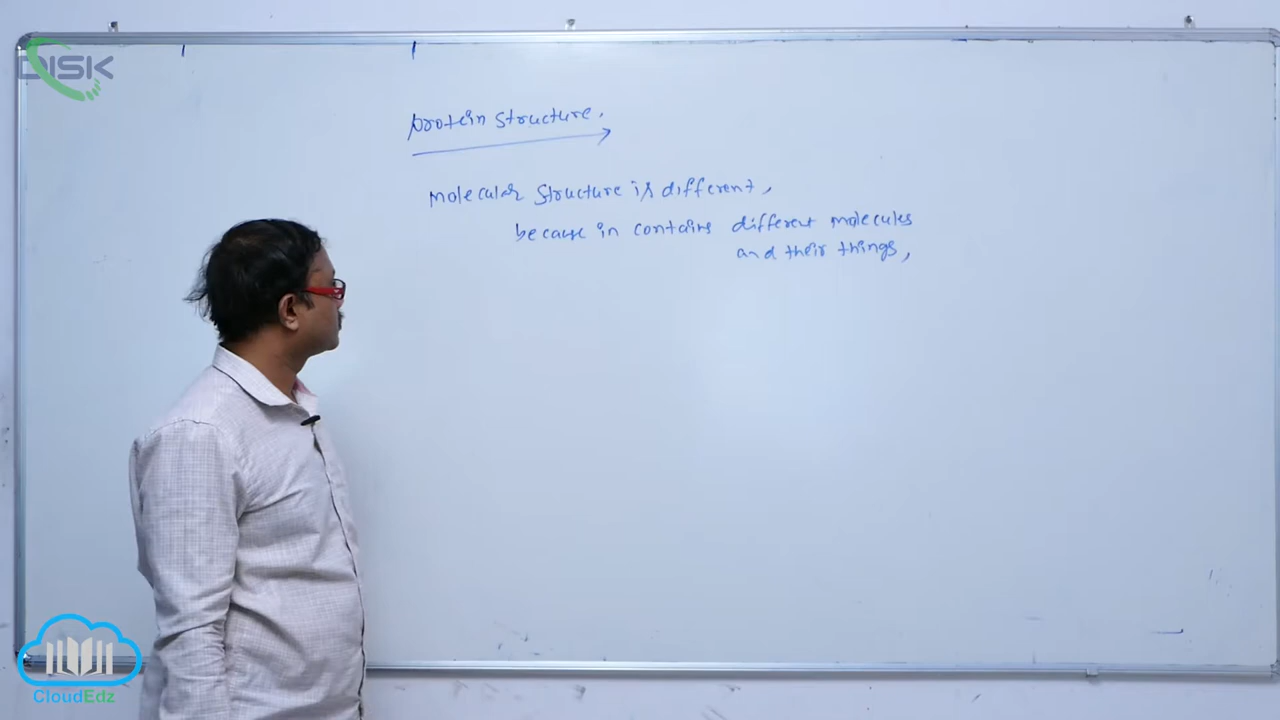 DISK
protein structure.
molecular structure is different,
because in contains different molecules
and their things,
CloudEdz